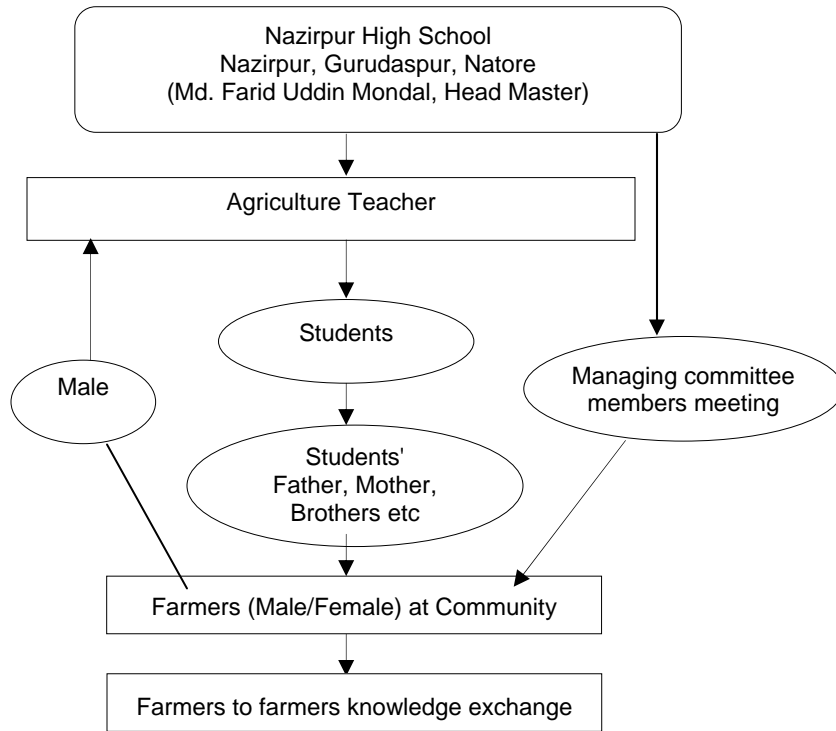 Nazirpur High School
Nazirpur, Gurudaspur, Natore
(Md. Farid Uddin Mondal, Head Master)
Agriculture Teacher
Students
Male
Managing committee
members meeting
Students'
Father, Mother,
Brothers etc
Farmers (Male/Female) at Community
Farmers to farmers knowledge exchange